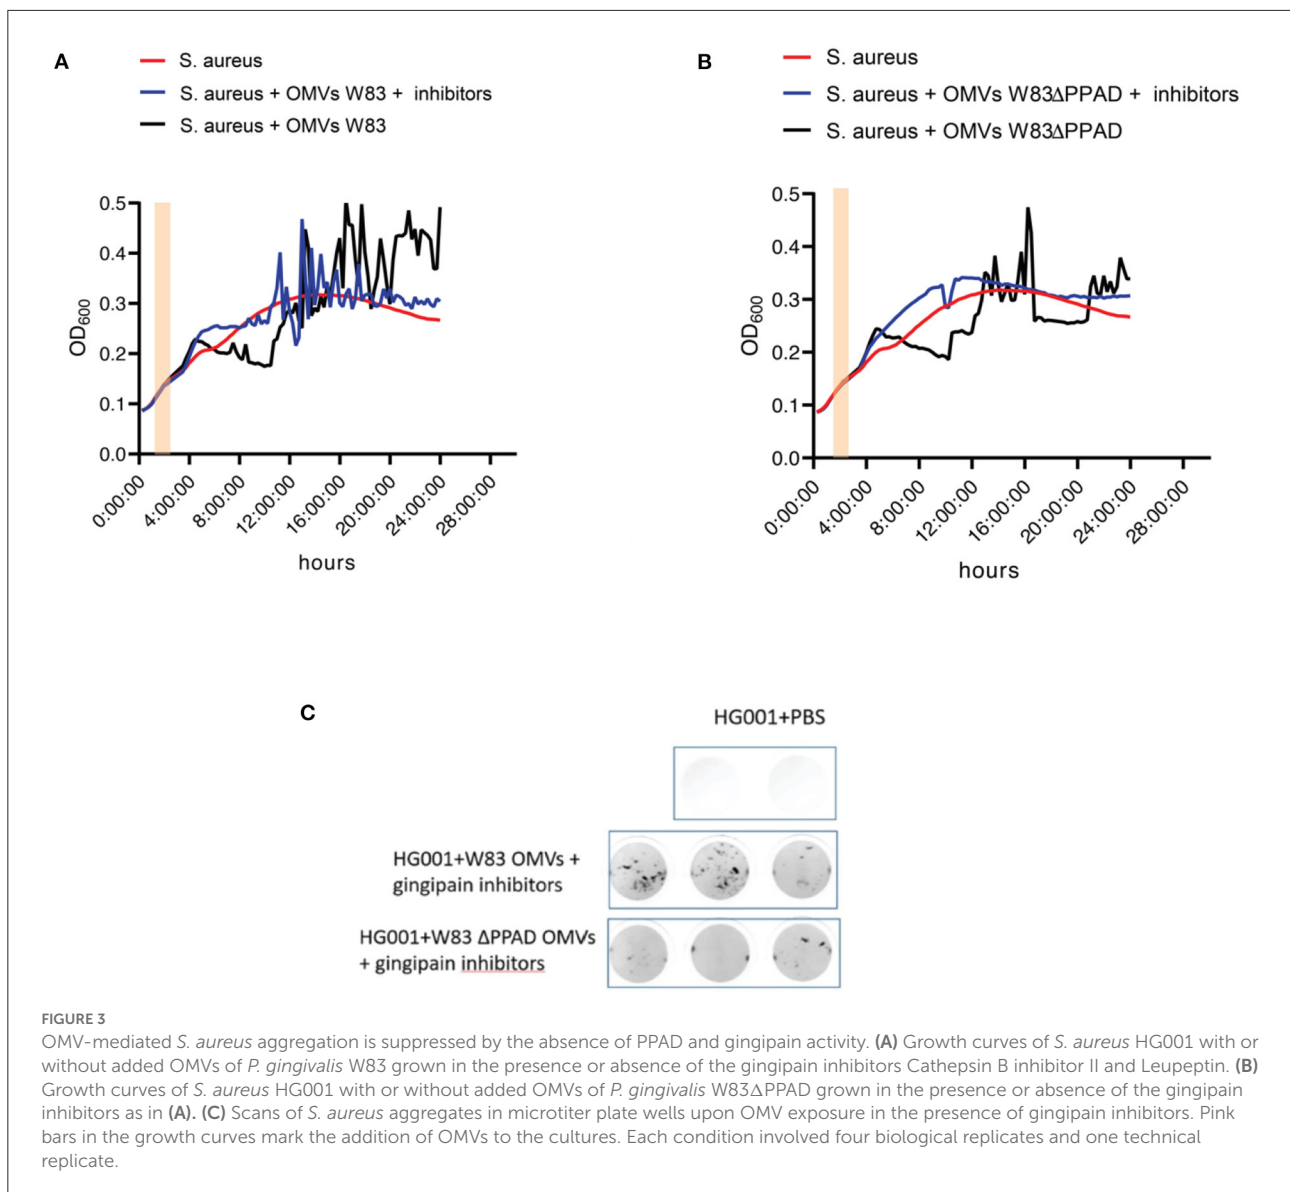 A
S. aureus
S. aureus + OMVs W83 + inhibitors
S. aureus + OMVs W83
OD600
0.5
0.4
0.3
0.2
0.1
0.0
0:00:00
4:00:00
8:00:00
12:00:00
16:00:00
20:00:00
24:00:00
28:00:00
hours
B
S. aureus
S. aureus + OMVs W83ΔPPAD + inhibitors
S. aureus + OMVs W83ΔPPAD
OD600
0.5
0.4
0.3
0.2
0.1
0.0
0:00:00
4:00:00
8:00:00
12:00:00
16:00:00
20:00:00
24:00:00
28:00:00
hours
C
HG001+PBS
HG001+W83 OMVs +
gingipain inhibitors
HG001+W83 ΔPPAD OMVs
+ gingipain inhibitors
FIGURE 3
OMV-mediated S. aureus aggregation is suppressed by the absence of PPAD and gingipain activity. (A) Growth curves of S. aureus HG001 with or
without added OMVs of P. gingivalis W83 grown in the presence or absence of the gingipain inhibitors Cathepsin B inhibitor II and Leupeptin. (B)
Growth curves of S. aureus HG001 with or without added OMVs of P. gingivalis W83ΔPPAD grown in the presence or absence of the gingipain
inhibitors as in (A). (C) Scans of S. aureus aggregates in microtiter plate wells upon OMV exposure in the presence of gingipain inhibitors. Pink
bars in the growth curves mark the addition of OMVs to the cultures. Each condition involved four biological replicates and one technical
replicate.